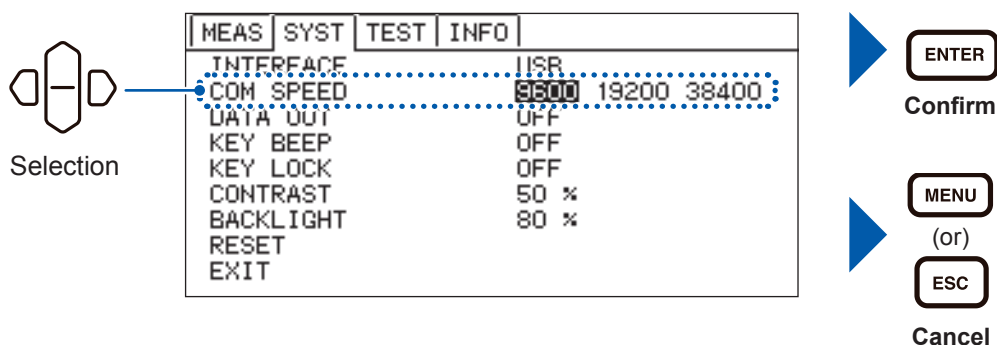 MEAS SYST TEST INFO
INTERFACE USB
COM SPEED 9600 19200 38400
DATA OUT OFF
KEY BEEP OFF
KEY LOCK OFF
CONTRAST 50 %
BACKLIGHT 80 %
RESET
EXIT
Selection
ENTER
Confirm
MENU
(or)
ESC
Cancel